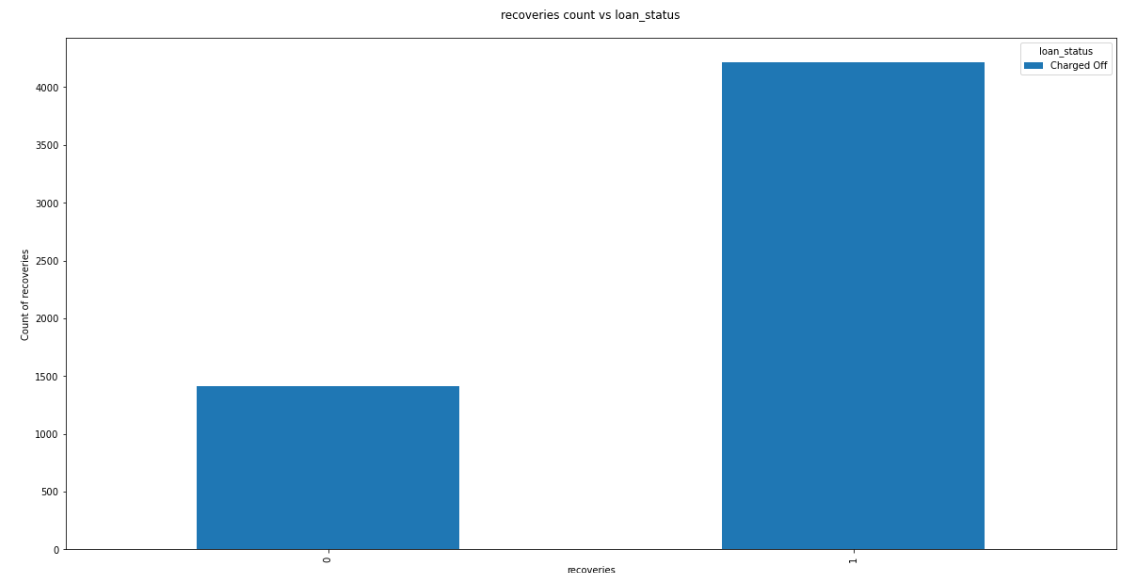 recoveries count vs loan_status
loan_status
Charged Off
4000
3500
3000
2500
2000
1500
1000
500
0
Count of recoveries
0
1
recoveries